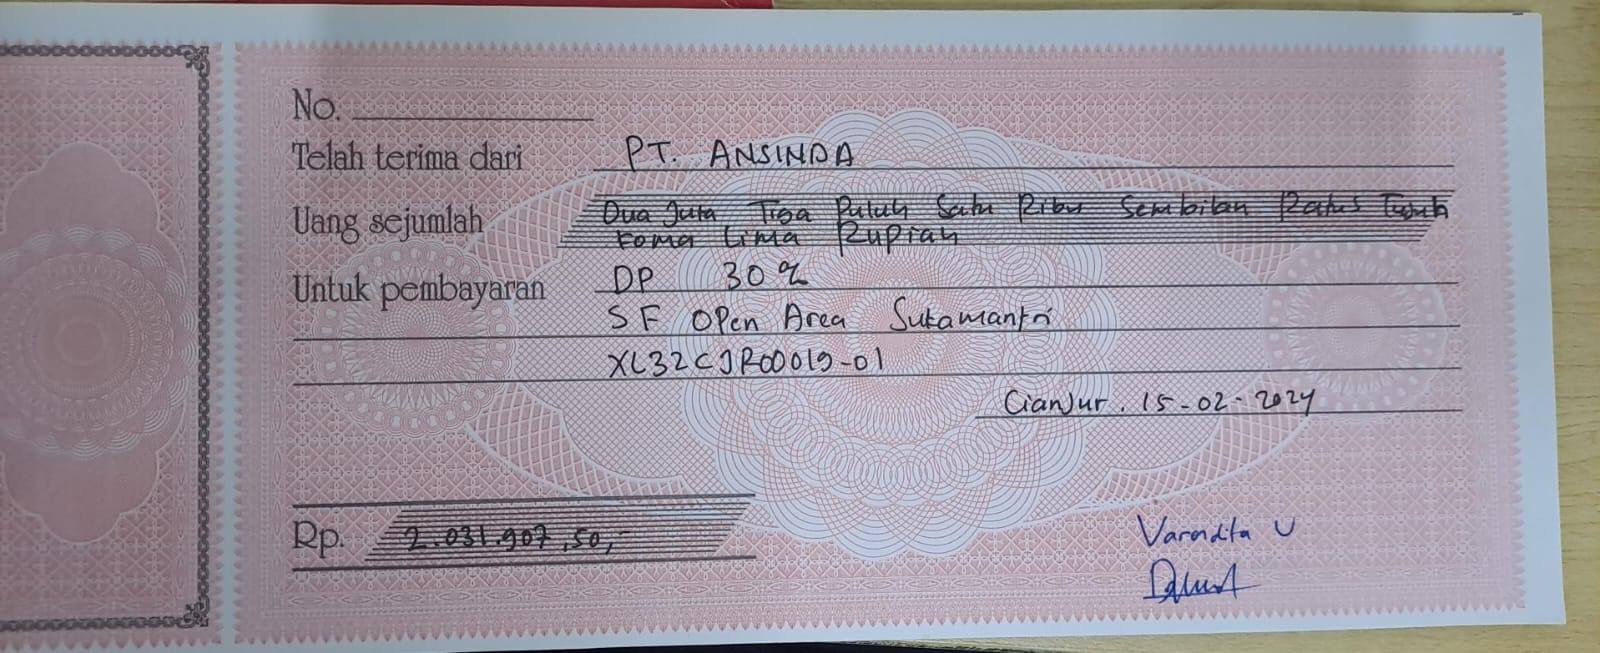 No.
Telah terima dari PT. ANSINDA
Uang sejumlah Dua Juta Tiga Puluh Satu Ribu Sembilan Ratus Tujuh
Koma Lima Rupiah
Untuk pembayaran DP 30%
SF Open Area Sukamantri
XL32CJR00019-01
Cianjur. 15-02-2024
Rp. 2.031.907,50,-
Varendita U